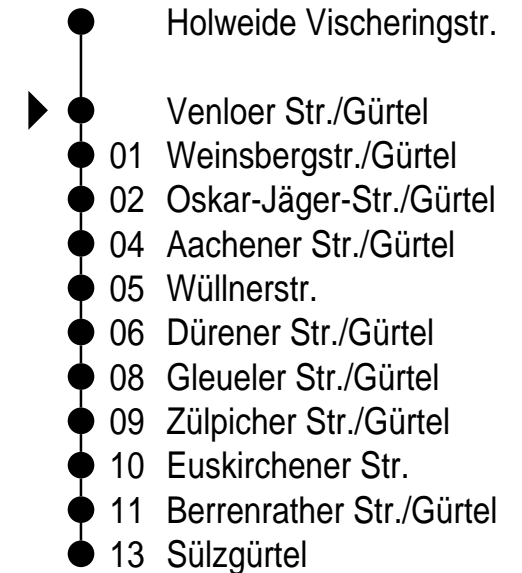 Holweide Vischeringstr.
Venloer Str./Gürtel
01 Weinsbergstr./Gürtel
02 Oskar-Jäger-Str./Gürtel
04 Aachener Str./Gürtel
05 Wüllnerstr.
06 Dürener Str./Gürtel
08 Gleueler Str./Gürtel
09 Zülpicher Str./Gürtel
10 Euskirchener Str.
11 Berrenrather Str./Gürtel
13 Sülzgürtel